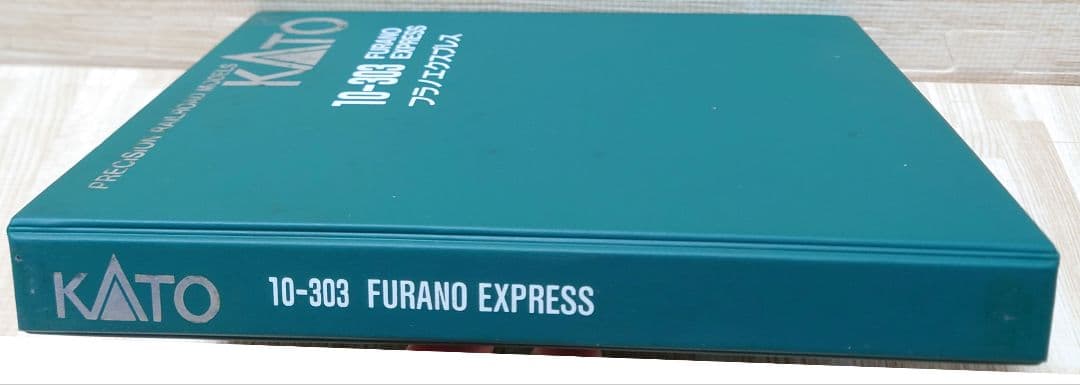 PRECISION RAILROAD MODELS
KATO
10-303 FURANO EXPRESS
フラノエクスプレス
KATO 10-303 FURANO EXPRESS